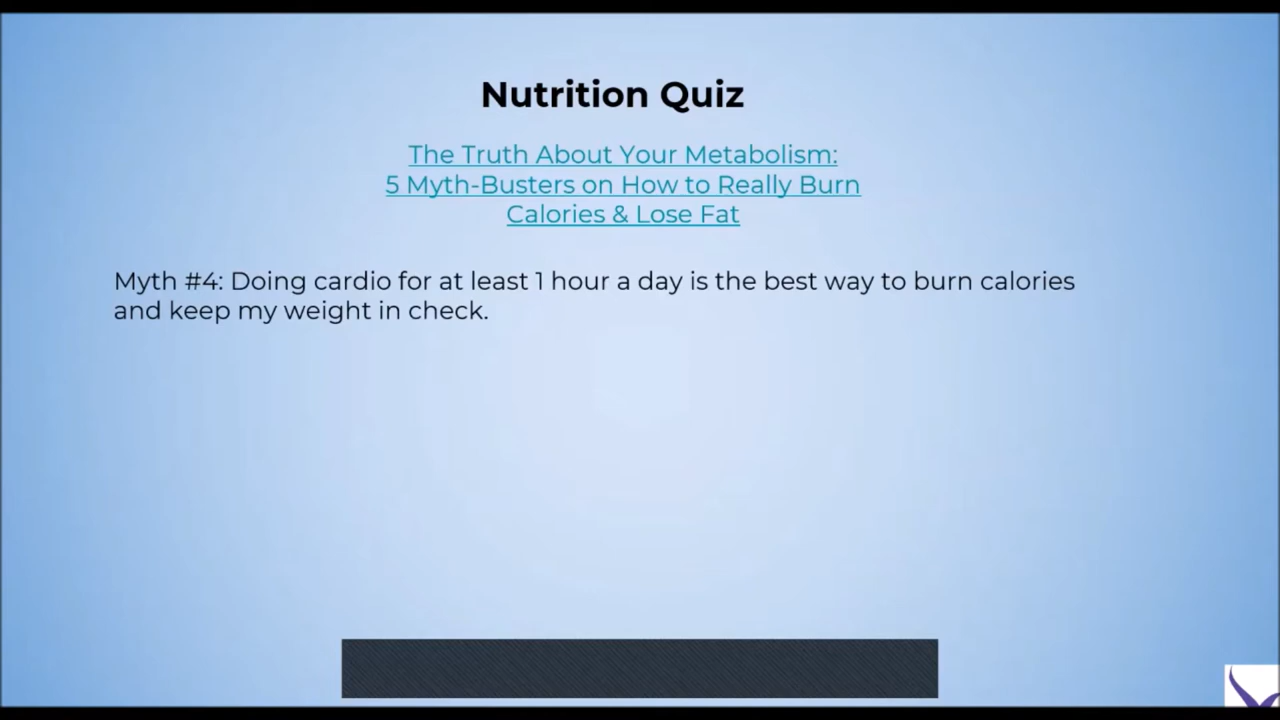 Nutrition Quiz
The Truth About Your Metabolism:
5 Myth-Busters on How to Really Burn
Calories & Lose Fat
Myth #4: Doing cardio for at least 1 hour a day is the best way to burn calories
and keep my weight in check.